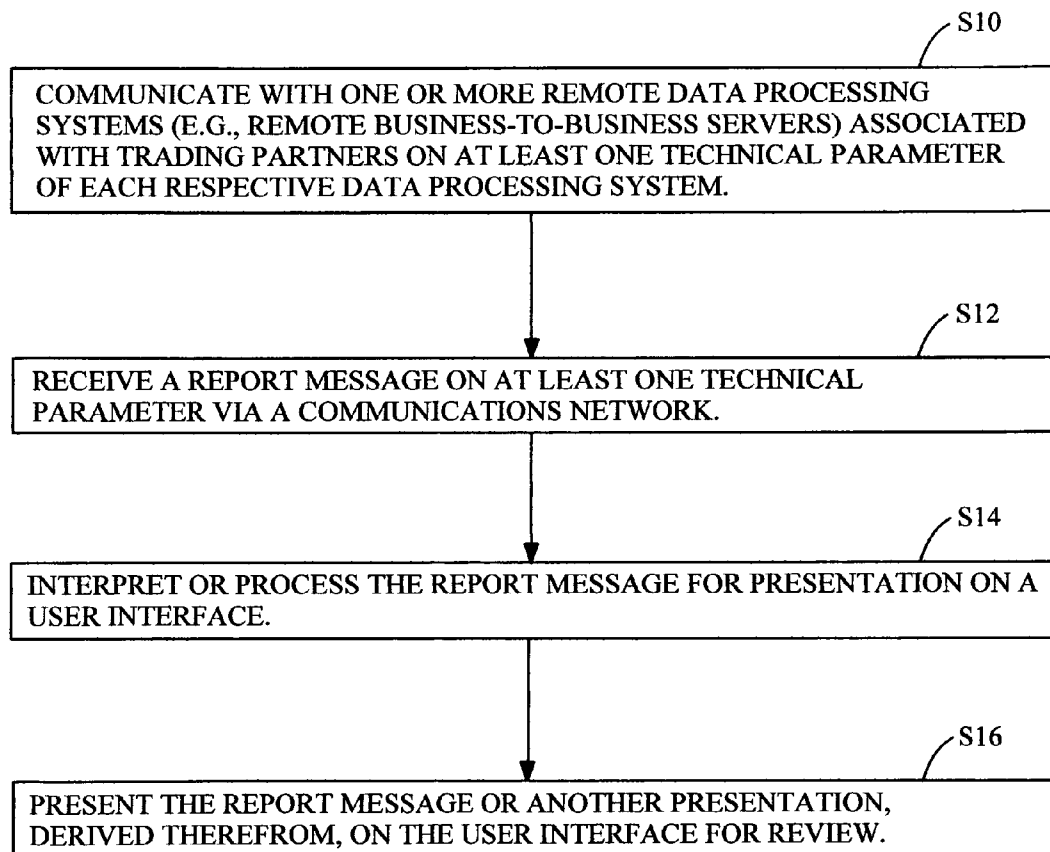 S10
COMMUNICATE WITH ONE OR MORE REMOTE DATA PROCESSING
SYSTEMS (E.G., REMOTE BUSINESS-TO-BUSINESS SERVERS) ASSOCIATED
WITH TRADING PARTNERS ON AT LEAST ONE TECHNICAL PARAMETER
OF EACH RESPECTIVE DATA PROCESSING SYSTEM.
S12
RECEIVE A REPORT MESSAGE ON AT LEAST ONE TECHNICAL
PARAMETER VIA A COMMUNICATIONS NETWORK.
S14
INTERPRET OR PROCESS THE REPORT MESSAGE FOR PRESENTATION ON A
USER INTERFACE.
S16
PRESENT THE REPORT MESSAGE OR ANOTHER PRESENTATION,
DERIVED THEREFROM, ON THE USER INTERFACE FOR REVIEW.